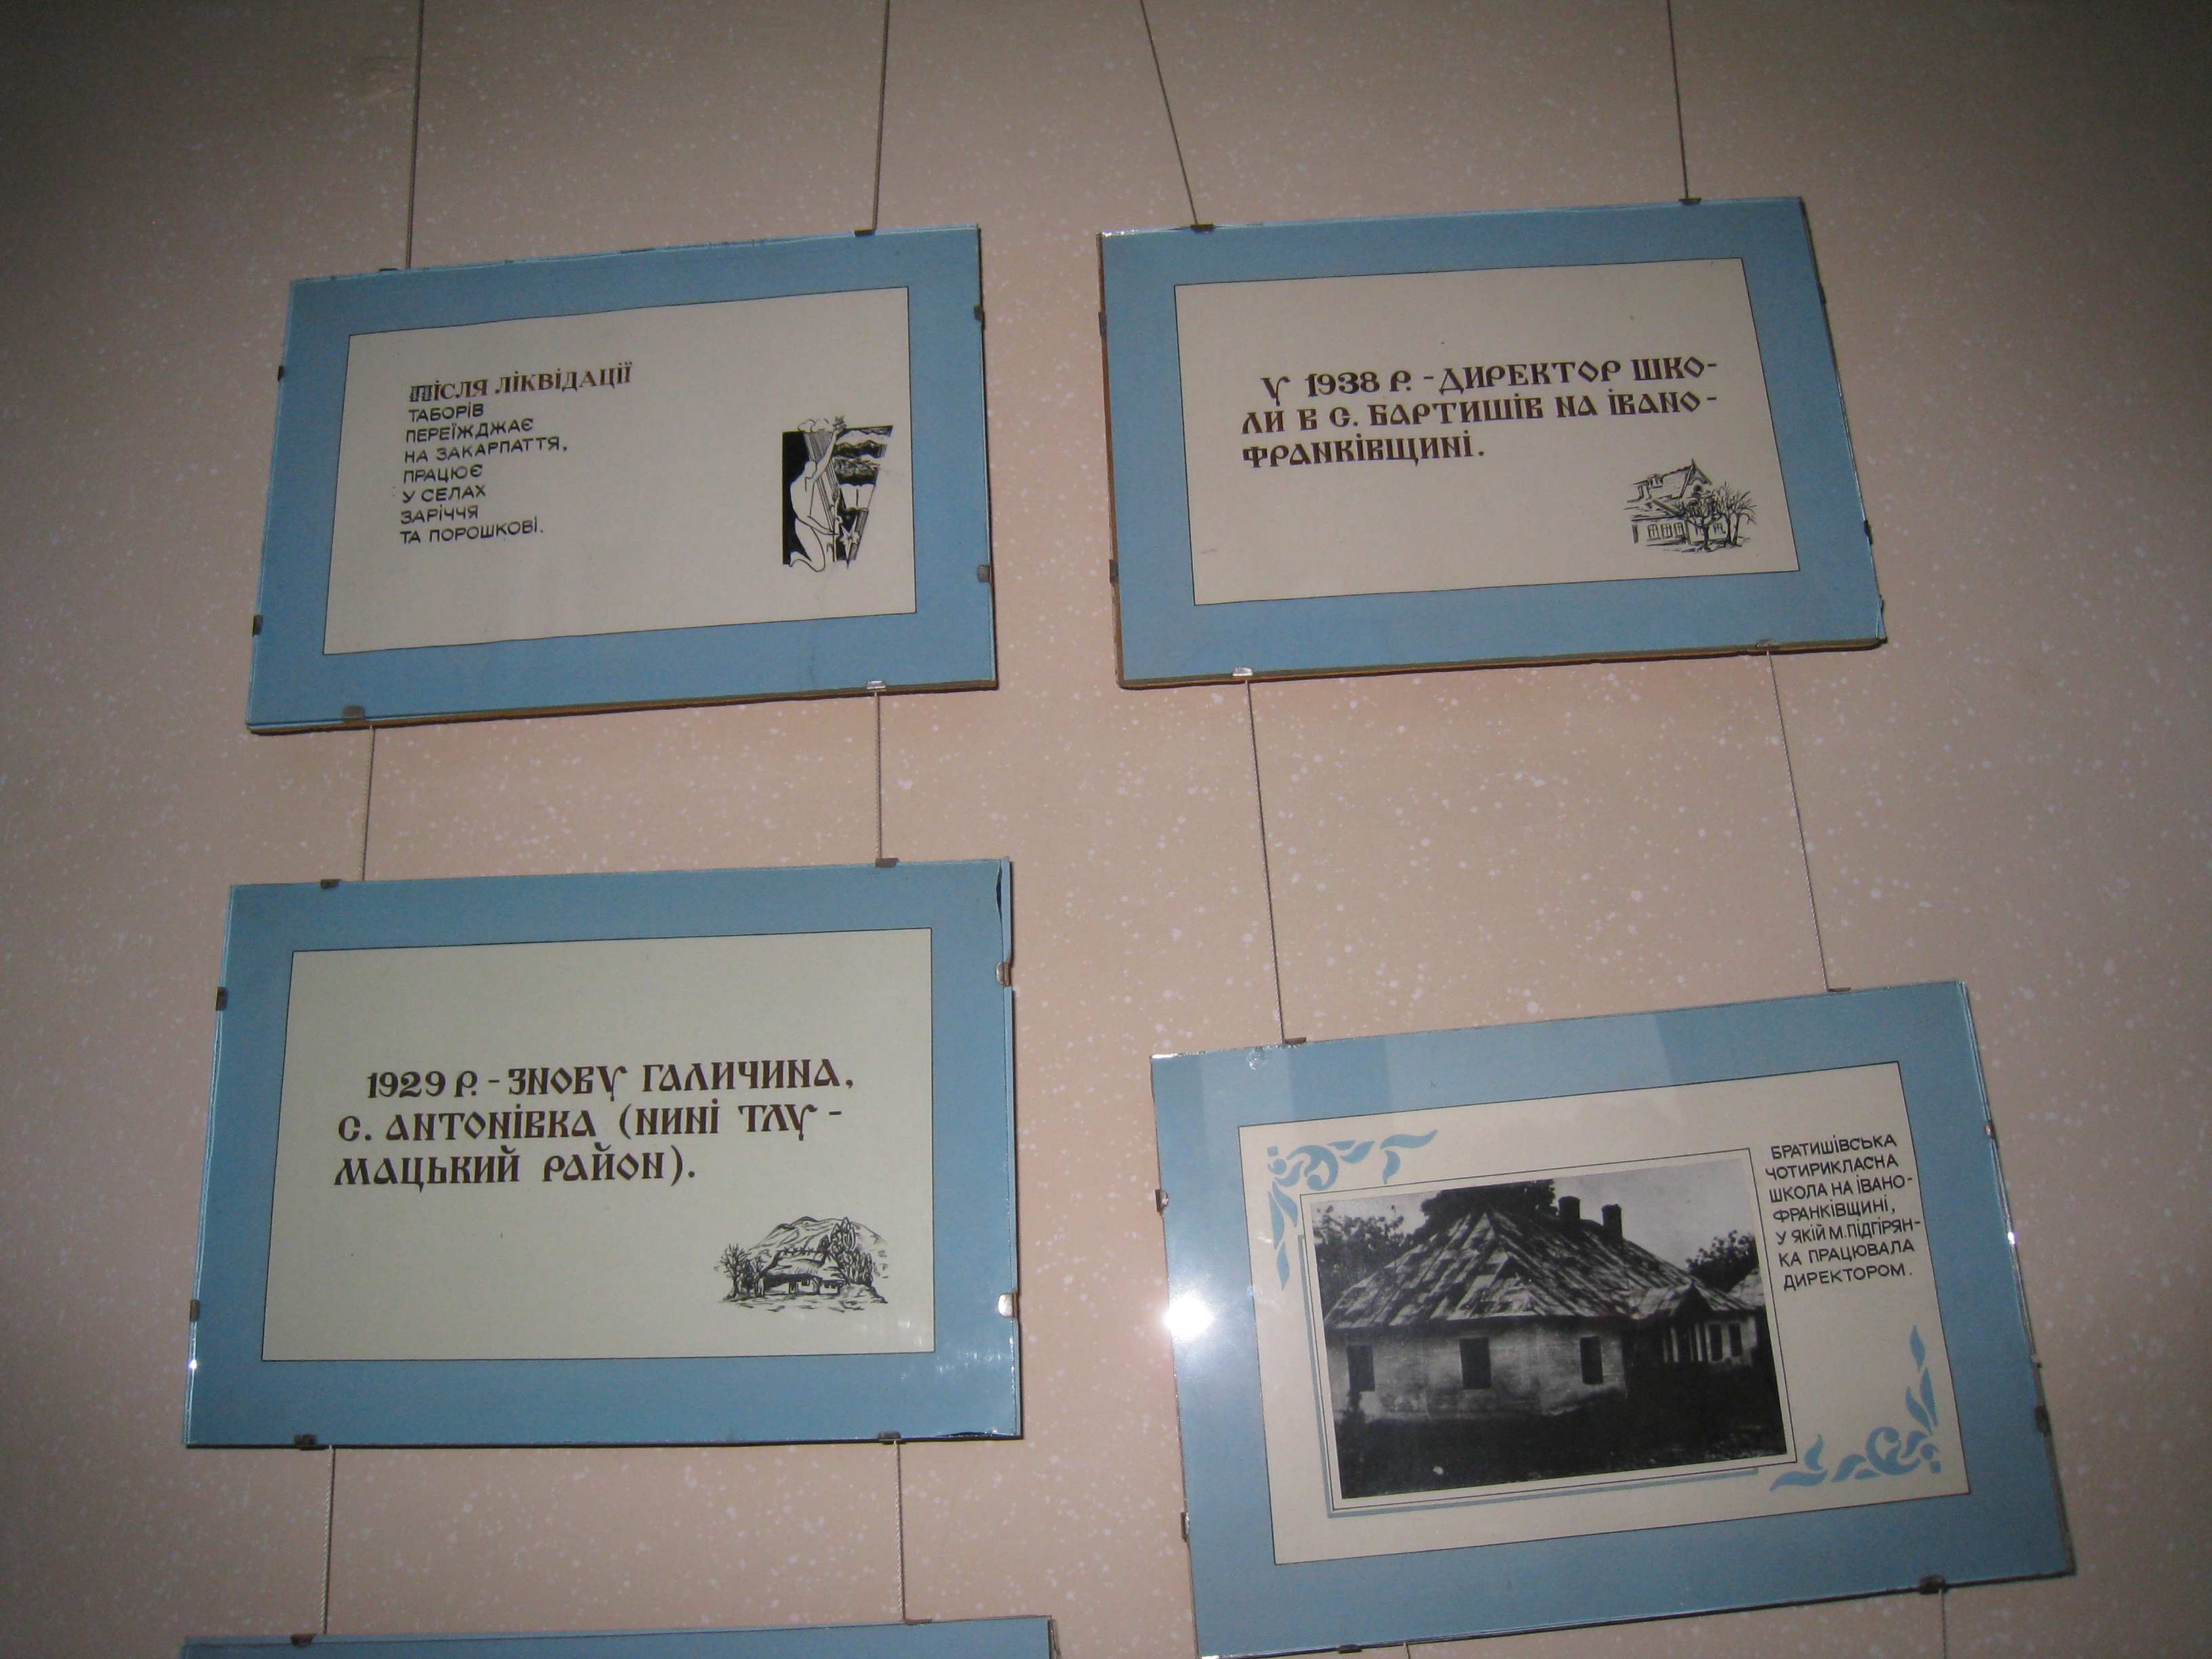 ПІСЛЯ ЛІКВІДАЦІЇ
ТАБОРІВ
ПЕРЕЇЖДЖАЄ
НА ЗАКАРПАТТЯ,
ПРАЦЮЄ
У СЕЛАХ
ЗАРІЧЧЯ
ТА ПОРОШКОВІ.
У 1938 Р. - ДИРЕКТОР ШКО-
ЛИ В С. БАРТИШІВ НА ІВАНО-
ФРАНКІВЩИНІ.
1929 Р. - ЗНОВУ ГАЛИЧИНА,
С. АНТОНІВКА (НИНІ ТЛУ-
МАЦЬКИЙ РАЙОН).
БРАТИШІВСЬКА
ЧОТИРИКЛАСНА
ШКОЛА НА ІВАНО-
ФРАНКІВЩИНІ,
У ЯКІЙ М.ПІДГІРЯН-
КА ПРАЦЮВАЛА
ДИРЕКТОРОМ.